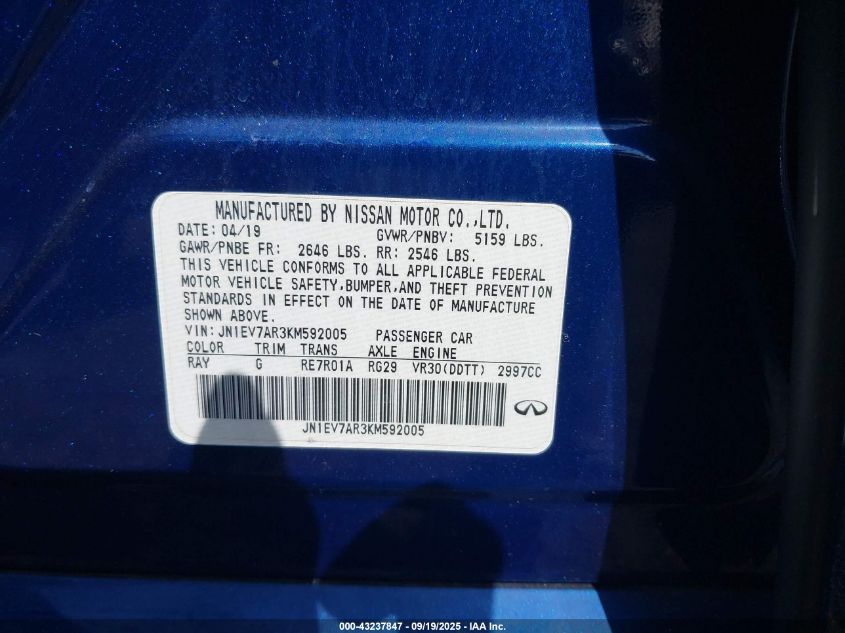 MANUFACTURED BY NISSAN MOTOR CO.,LTD.
DATE: 04/19 GVWR/PNBV: 5159 LBS.
GAWR/PNBE FR: 2646 LBS. RR: 2546 LBS.
THIS VEHICLE CONFORMS TO ALL APPLICABLE FEDERAL
MOTOR VEHICLE SAFETY,BUMPER,AND THEFT PREVENTION
STANDARDS IN EFFECT ON THE DATE OF MANUFACTURE
SHOWN ABOVE.
VIN: JN1EV7AR3KM592005 PASSENGER CAR
COLOR TRIM TRANS AXLE ENGINE
RAY G RE7R01A RG29 VR30(DDTT) 2997CC
JN1EV7AR3KM592005
000-43237847 - 09/19/2025 - IAA Inc.